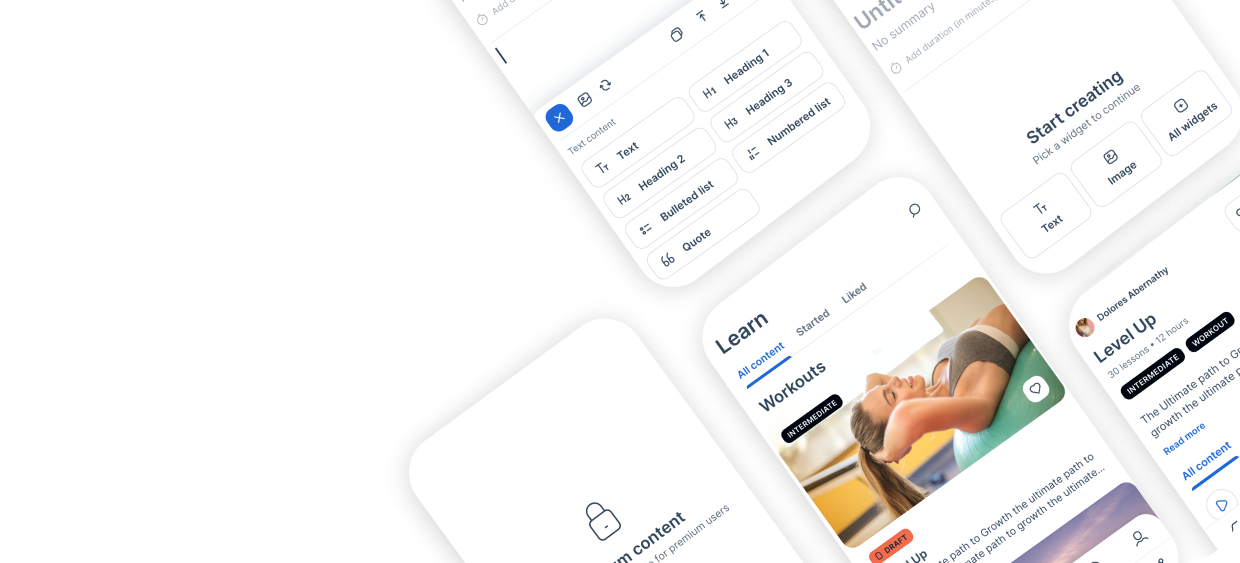 Add
Text content
Text
Heading 1
Heading 2
Heading 3
Bulleted list
Numbered list
Quote
No summary
Add duration (in minutes)
Start creating
Pick a widget to continue
Text
Image
All widgets
Learn
All content
Started
Liked
Workouts
INTERMEDIATE
path to Growth the ultimate path to
path to growth the ultimate...
DRAFT
Up
content
for premium users
Dolores Abernathy
Level Up
30 lessons • 12 hours
INTERMEDIATE
WORKOUT
The Ultimate path to
growth the ultimate
Read more
All content